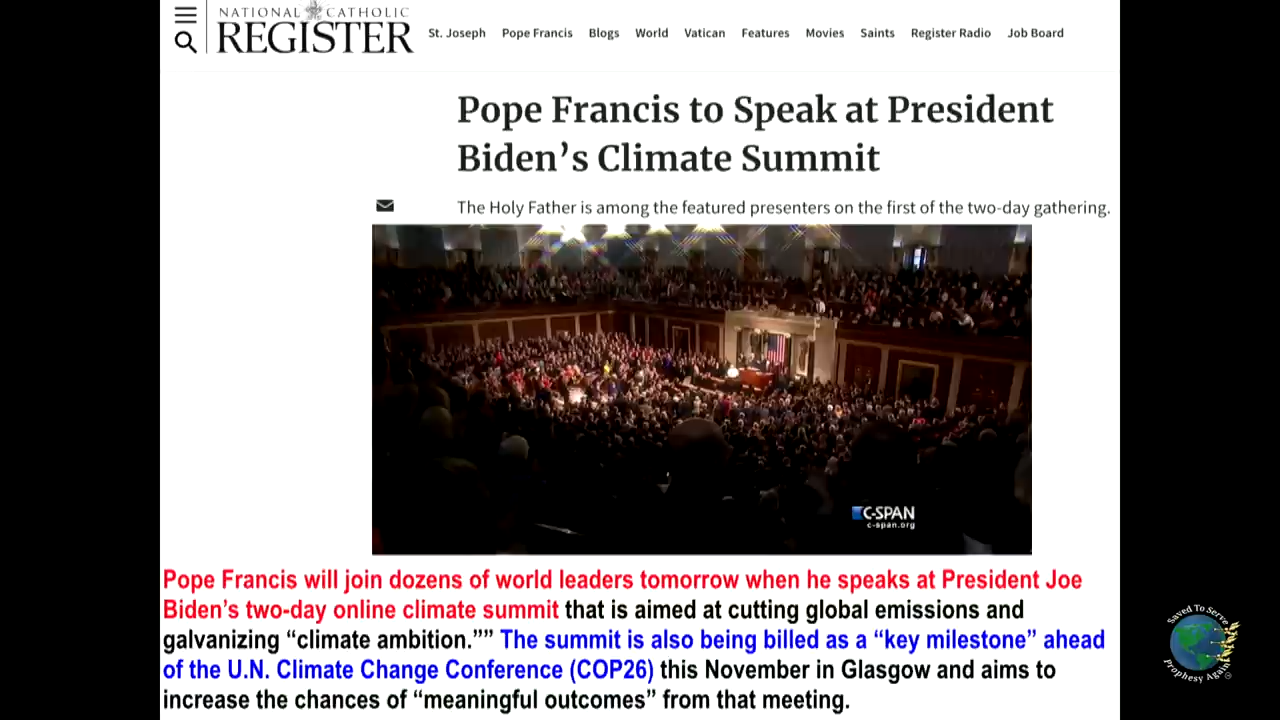 NATIONAL CATHOLIC
REGISTER
St. Joseph Pope Francis Blogs World Vatican Features Movies Saints Register Radio Job Board
Pope Francis to Speak at President
Biden’s Climate Summit
The Holy Father is among the featured presenters on the first of the two-day gathering.
C-SPAN
c-span.org
Pope Francis will join dozens of world leaders tomorrow when he speaks at President Joe
Biden’s two-day online climate summit that is aimed at cutting global emissions and
galvanizing “climate ambition.”” The summit is also being billed as a “key milestone” ahead
of the U.N. Climate Change Conference (COP26) this November in Glasgow and aims to
increase the chances of “meaningful outcomes” from that meeting.
Saved To Serve
Prophesy Again